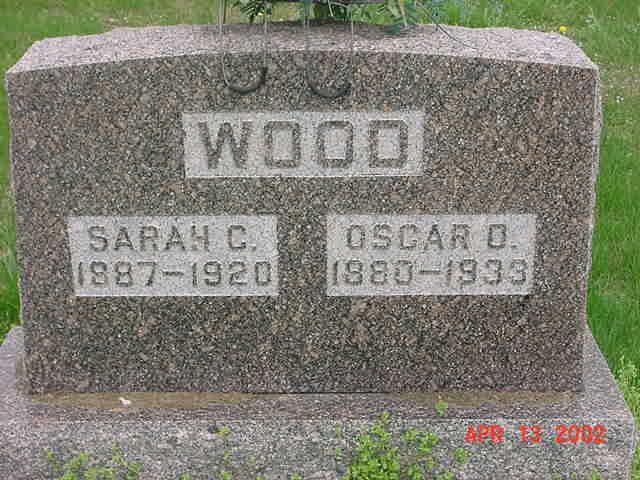 WOOD
SARAH C.
1887-1920
OSCAR D.
1880-1933
APR 13 2002